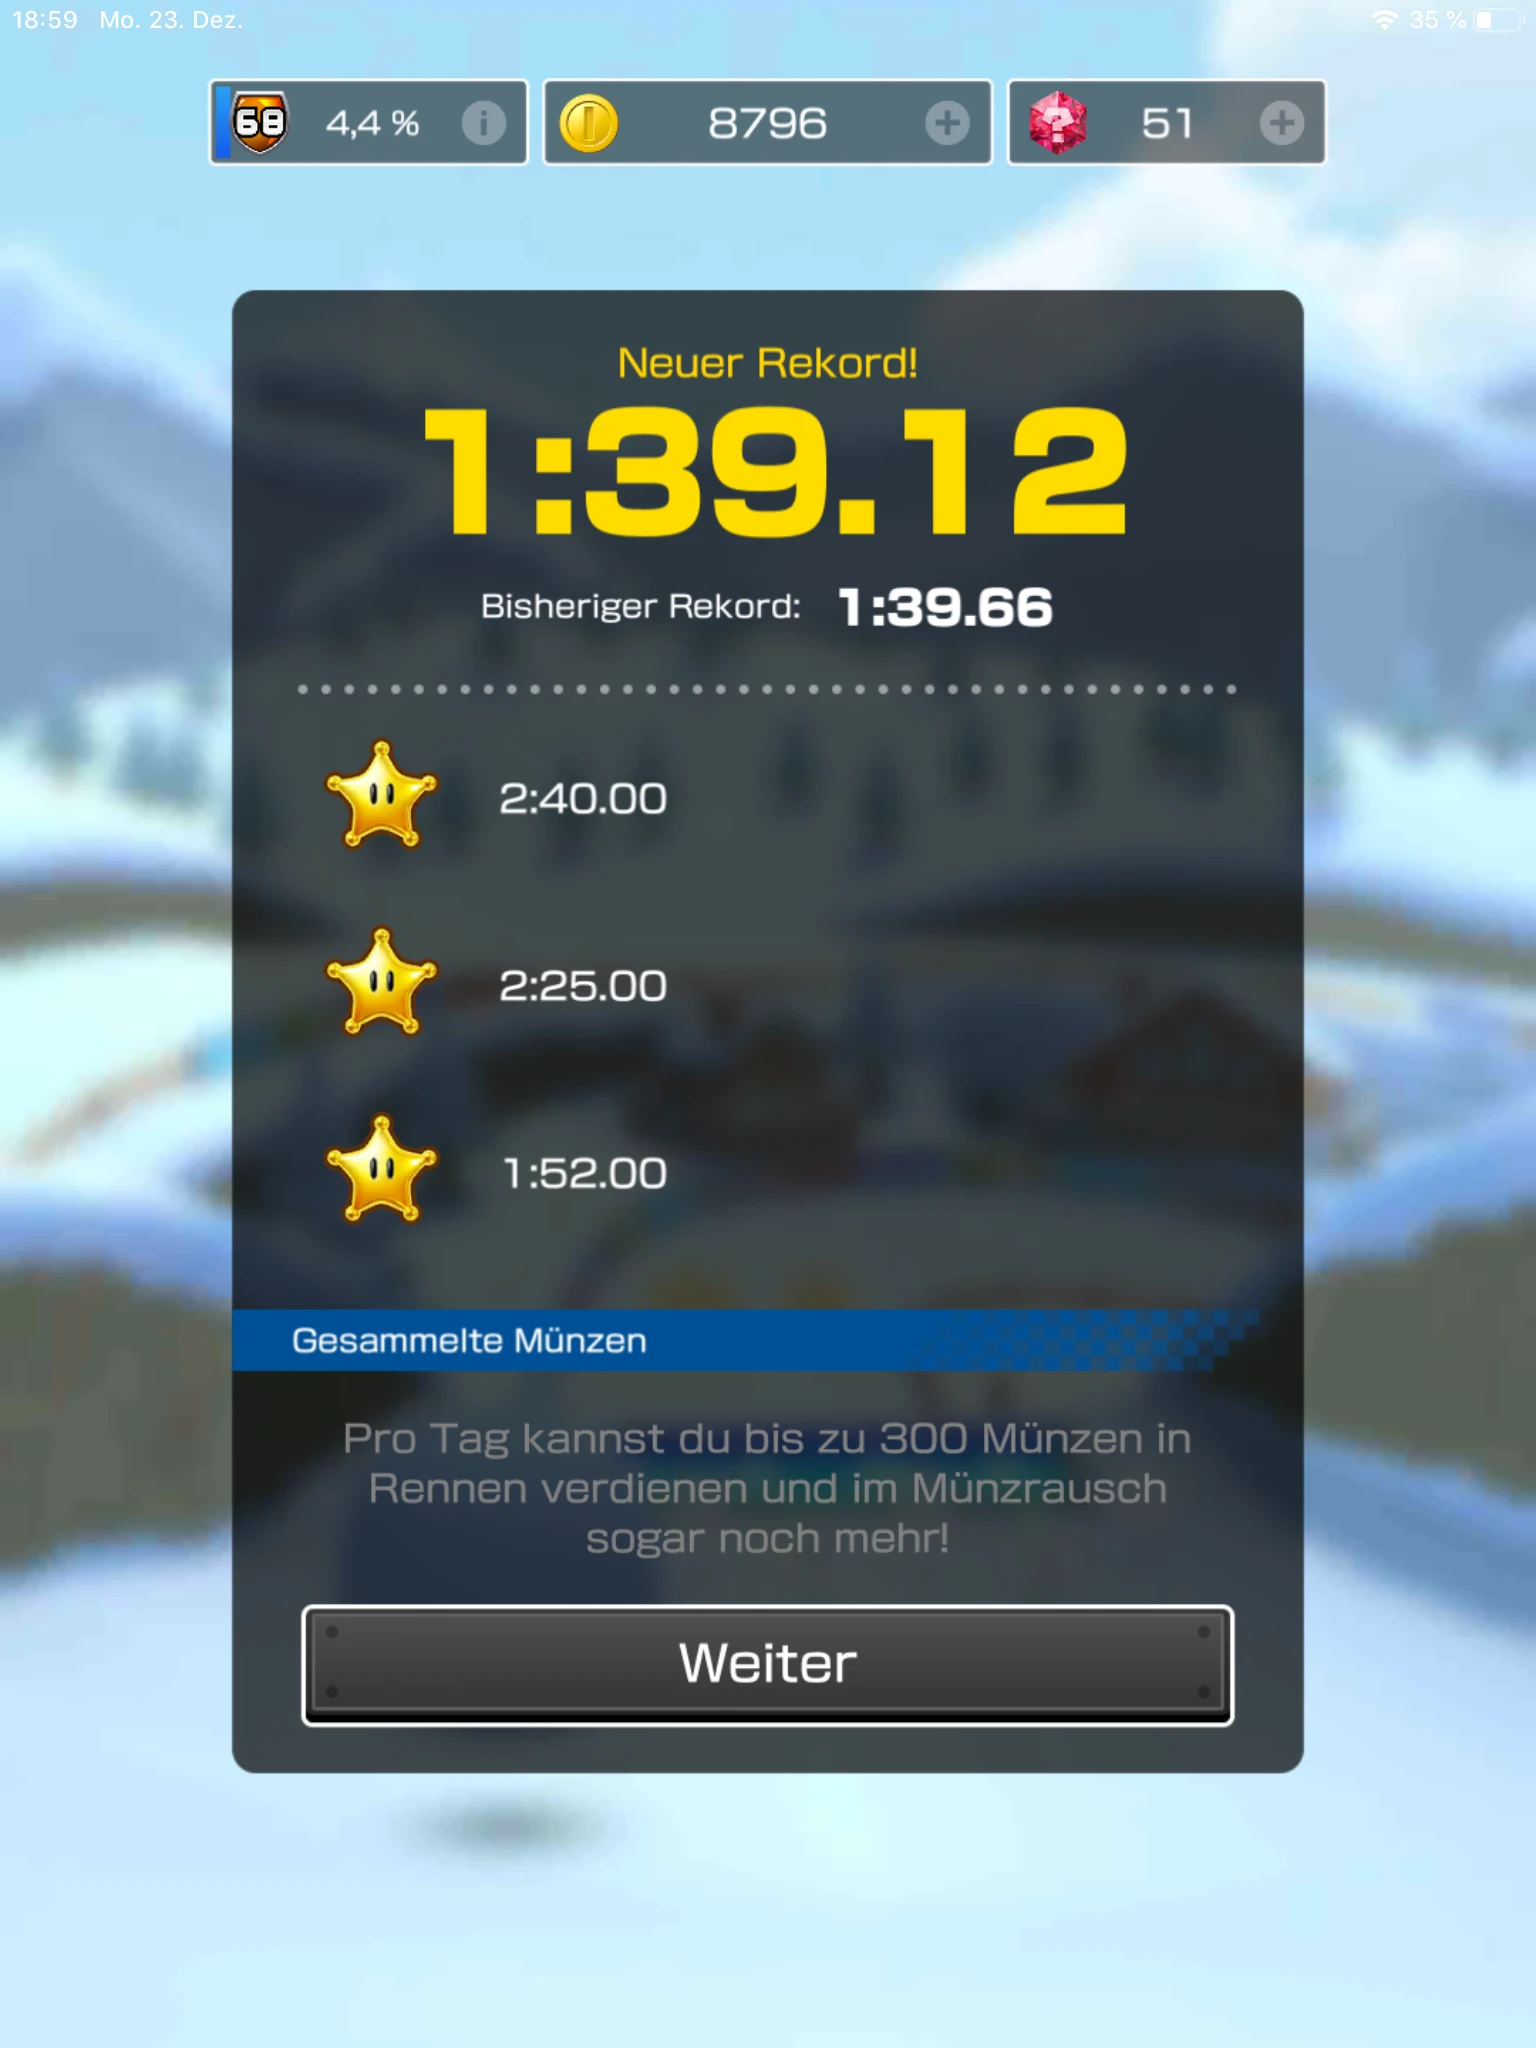 18:59 Mo. 23. Dez. 35 %
68 4,4 % 8796 51
Neuer Rekord!
1:39.12
Bisheriger Rekord: 1:39.66
2:40.00
2:25.00
1:52.00
Gesammelte Münzen
Pro Tag kannst du bis zu 300 Münzen in
Rennen verdienen und im Münzrausch
sogar noch mehr!
Weiter